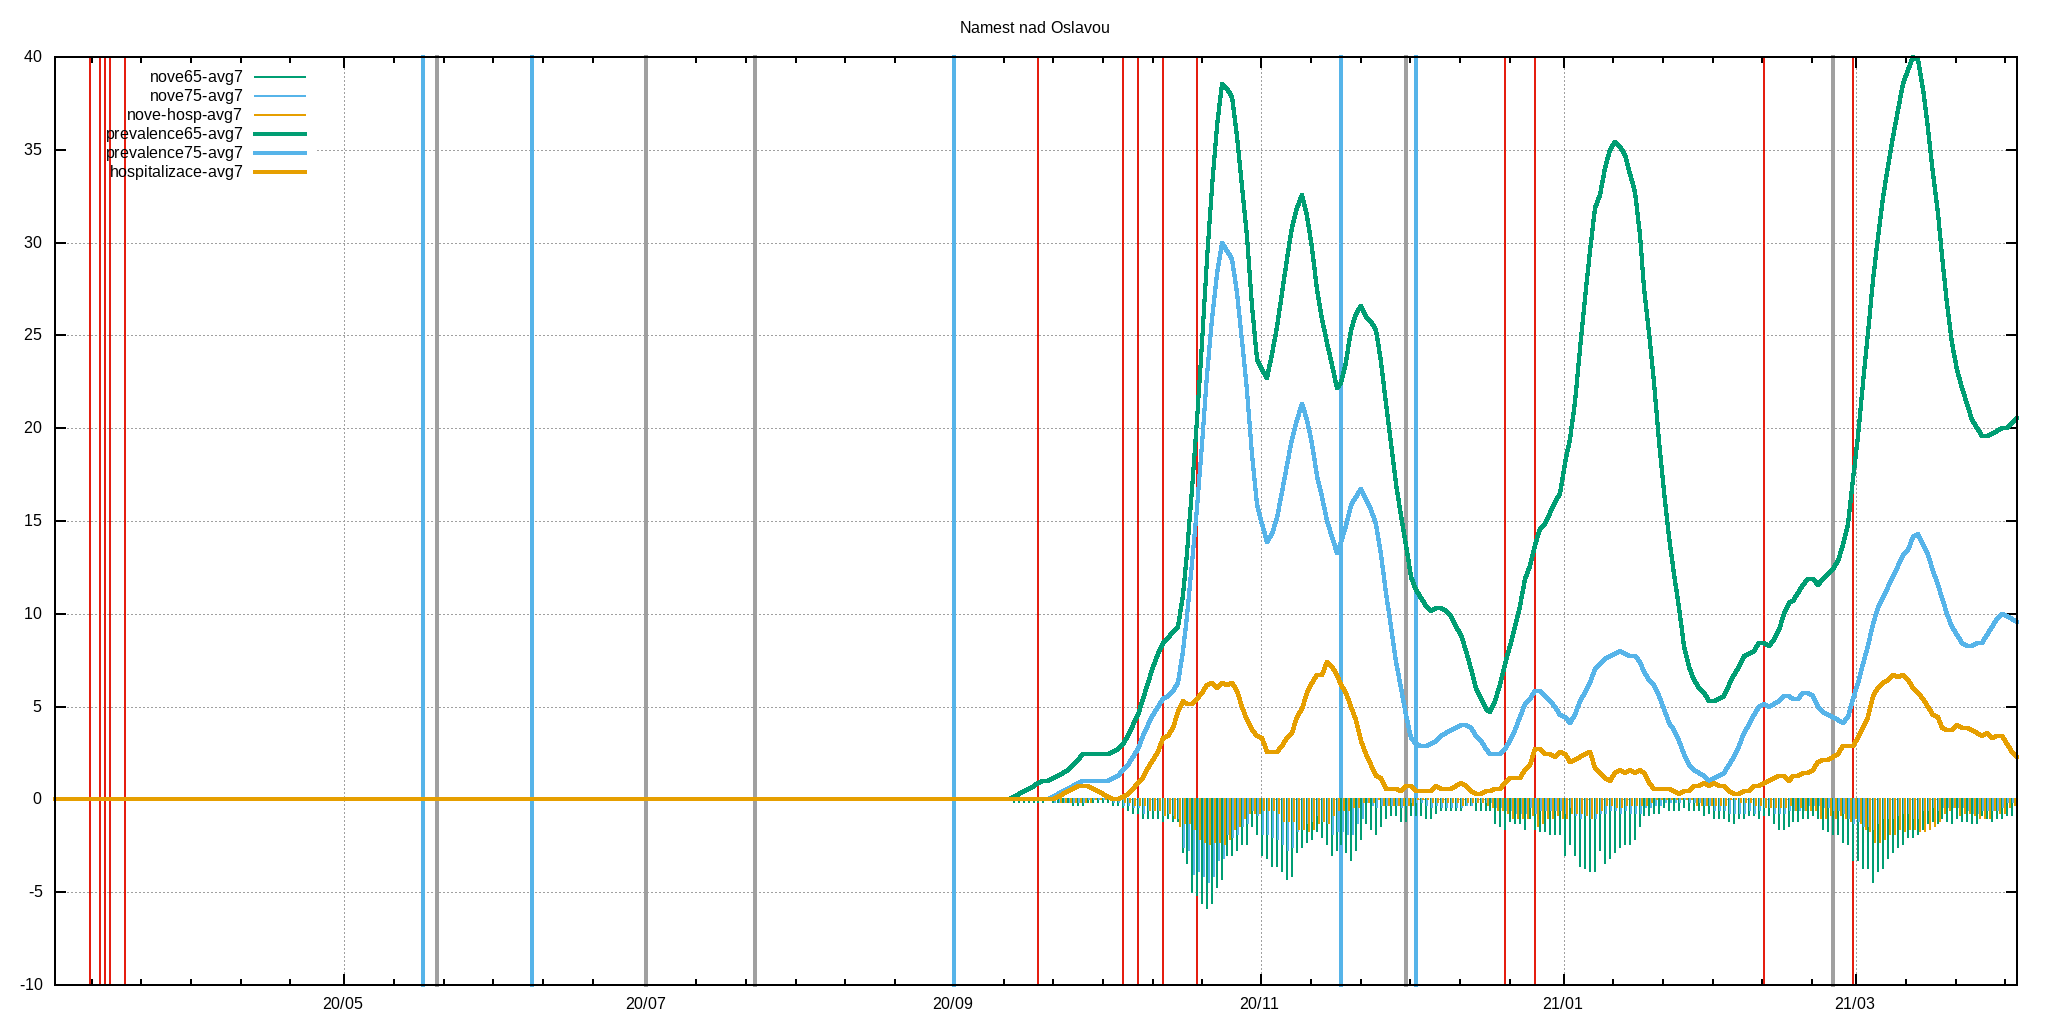 Namest nad Oslavou
40
35
30
25
20
15
10
5
0
-5
-10
nove65-avg7
nove75-avg7
nove-hosp-avg7
prevalence65-avg7
prevalence75-avg7
hospitalizace-avg7
20/05 20/07 20/09 20/11 21/01 21/03